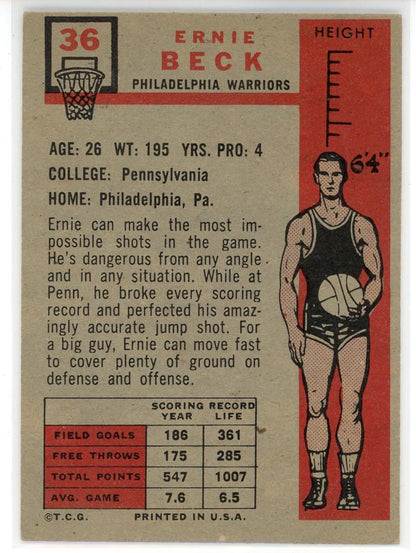 36
ERNIE
BECK
PHILADELPHIA WARRIORS
HEIGHT
6'4"
AGE: 26 WT: 195 YRS. PRO: 4
COLLEGE: Pennsylvania
HOME: Philadelphia, Pa.
Ernie can make the most im-
possible shots in the game.
He's dangerous from any angle
and in any situation. While at
Penn, he broke every scoring
record and perfected his amaz-
ingly accurate jump shot. For
a big guy, Ernie can move fast
to cover plenty of ground on
defense and offense.
SCORING RECORD
YEAR LIFE
FIELD GOALS 186 361
FREE THROWS 175 285
TOTAL POINTS 547 1007
AVG. GAME 7.6 6.5
©T.C.G. PRINTED IN U.S.A.